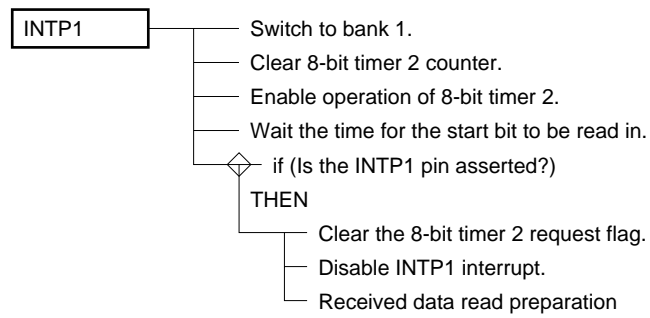 INTP1
Switch to bank 1.
Clear 8-bit timer 2 counter.
Enable operation of 8-bit timer 2.
Wait the time for the start bit to be read in.
if (Is the INTP1 pin asserted?)
THEN
Clear the 8-bit timer 2 request flag.
Disable INTP1 interrupt.
Received data read preparation